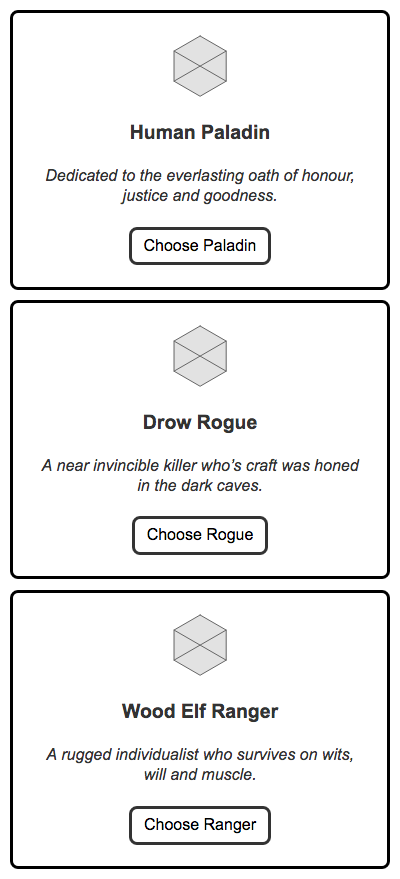 Human Paladin
Dedicated to the everlasting oath of honour,
justice and goodness.
Choose Paladin
Drow Rogue
A near invincible killer who’s craft was honed
in the dark caves.
Choose Rogue
Wood Elf Ranger
A rugged individualist who survives on wits,
will and muscle.
Choose Ranger